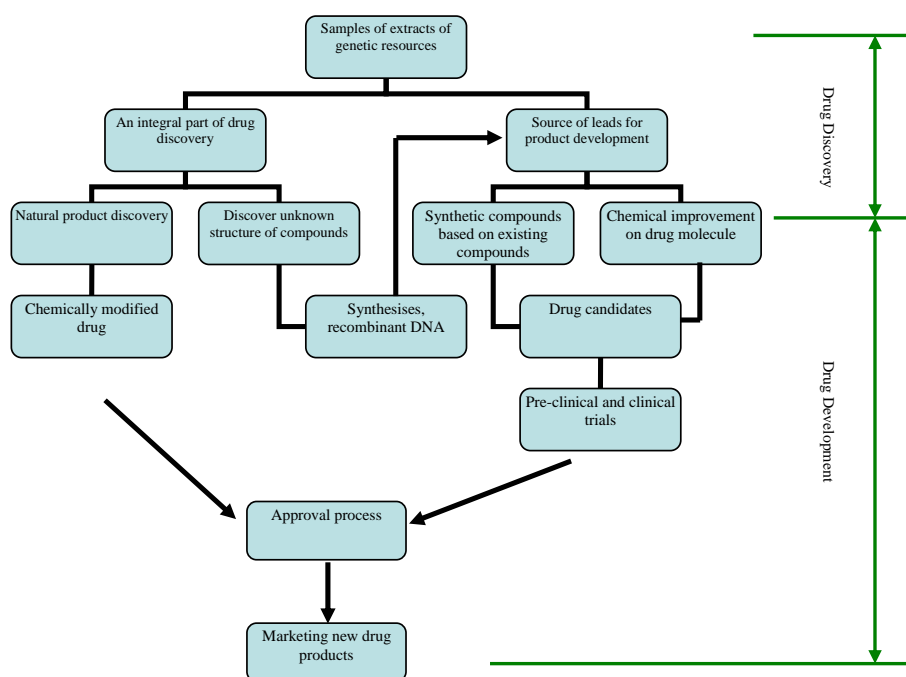 Samples of extracts of
genetic resources
An integral part of drug
discovery
Source of leads for
product development
Natural product discovery
Discover unknown
structure of compounds
Synthetic compounds
based on existing
compounds
Chemical improvement
on drug molecule
Chemically modified
drug
Synthesises,
recombinant DNA
Drug candidates
Pre-clinical and clinical
trials
Approval process
Marketing new drug
products
Drug Discovery
Drug Development